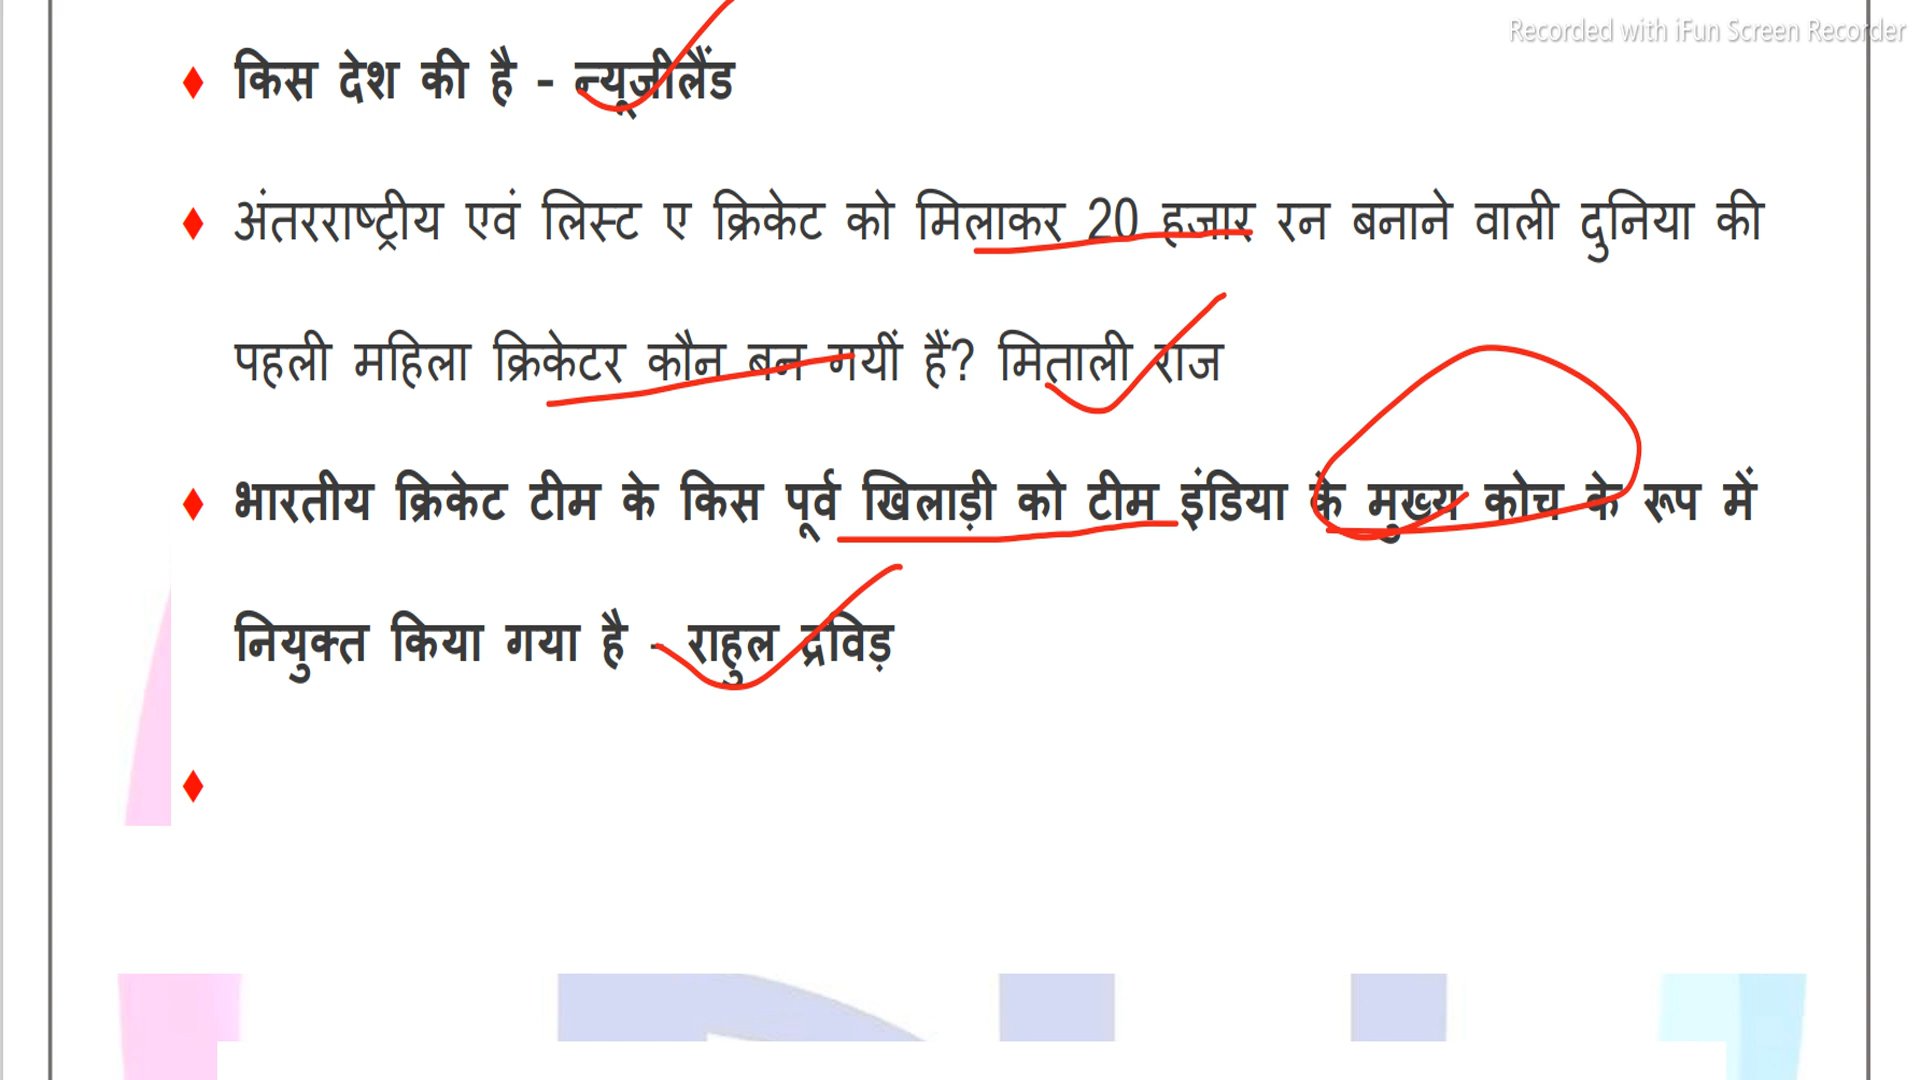 Recorded with iFun Screen Recorder
♦ किस देश की है - न्यूजीलैंड
♦ अंतरराष्ट्रीय एवं लिस्ट ए क्रिकेट को मिलाकर 20 हजार रन बनाने वाली दुनिया की
पहली महिला क्रिकेटर कौन बन गयीं हैं? मिताली राज
♦ भारतीय क्रिकेट टीम के किस पूर्व खिलाड़ी को टीम इंडिया के मुख्य कोच के रूप में
नियुक्त किया गया है - राहुल द्रविड़
♦